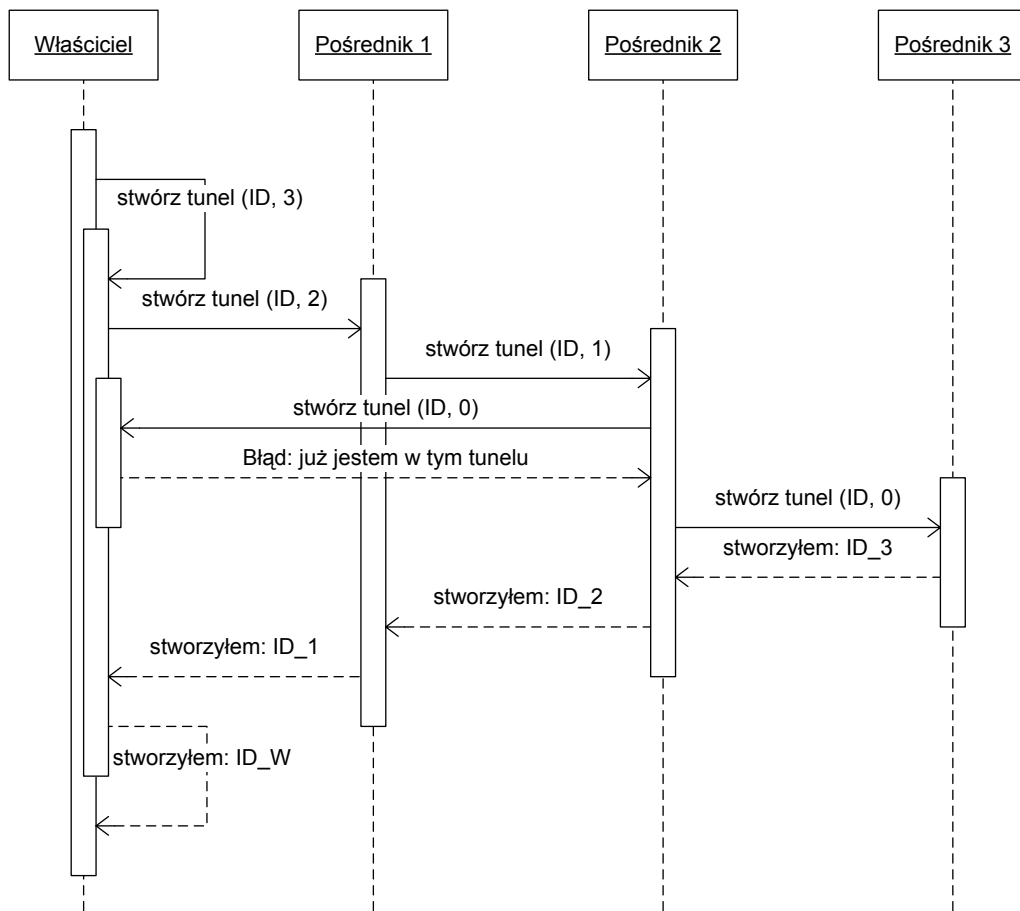 Właściciel
Pośrednik 1
Pośrednik 2
Pośrednik 3
stwórz tunel (ID, 3)
stwórz tunel (ID, 2)
stwórz tunel (ID, 1)
stwórz tunel (ID, 0)
Błąd: już jestem w tym tunelu
stwórz tunel (ID, 0)
stworzyłem: ID_3
stworzyłem: ID_2
stworzyłem: ID_1
stworzyłem: ID_W